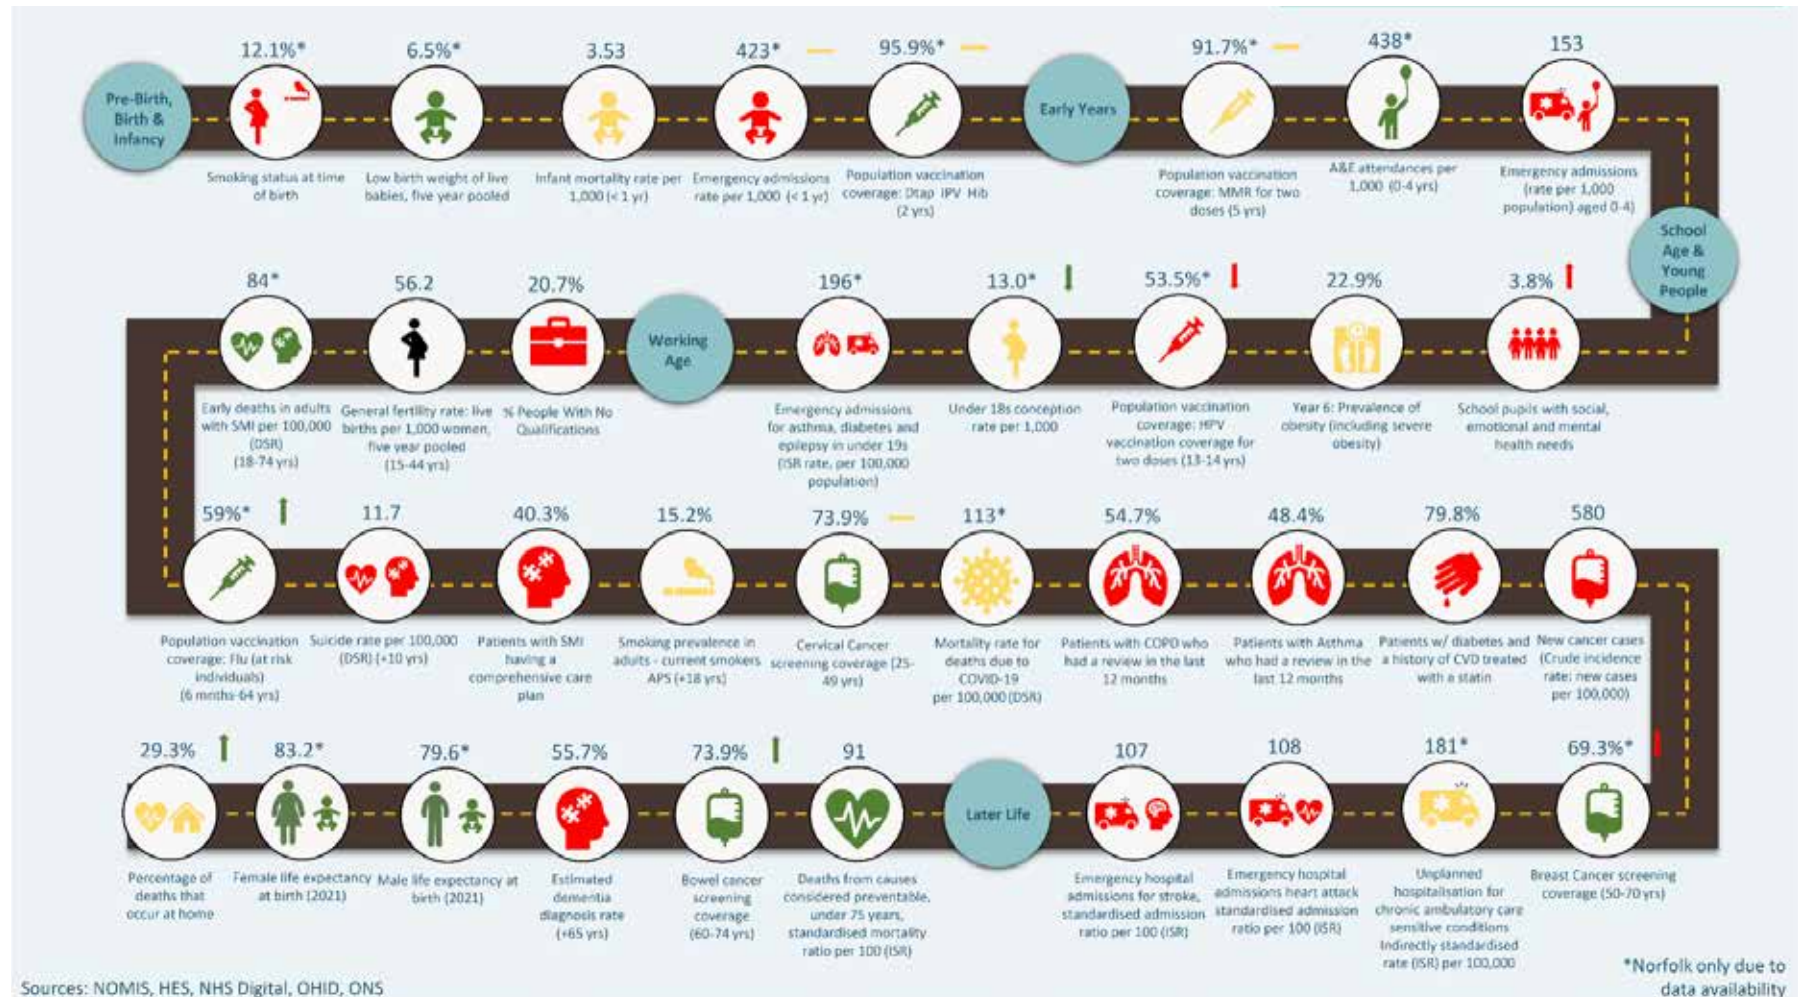 12.1%*
6.5%*
3.53
423*
95.9%*
91.7%*
438*
153
Pre-Birth,
Birth &
Infancy
Early Years
Smoking status at time
of birth
Low birth weight of live
babies, five year pooled
Infant mortality rate per
1,000 (< 1 yr)
Emergency admissions
rate per 1,000 (< 1 yr)
Population vaccination
coverage: Dtap IPV Hib
(2 yrs)
Population vaccination
coverage: MMR for two
doses (5 yrs)
A&E attendances per
1,000 (0-4 yrs)
Emergency admissions
(rate per 1,000
population) aged 0-4)
School
Age &
Young
People
84*
56.2
20.7%
196*
13.0*
53.5%*
22.9%
3.8%
Working
Age
Early deaths in adults
with SMI per 100,000
(DSR)
(18-74 yrs)
General fertility rate: live
births per 1,000 women,
five year pooled
(15-44 yrs)
% People With No
Qualifications
Emergency admissions
for asthma, diabetes and
epilepsy in under 19s
(ISR rate, per 100,000
population)
Under 18s conception
rate per 1,000
Population vaccination
coverage: HPV
vaccination coverage for
two doses (13-14 yrs)
Year 6: Prevalence of
obesity (including severe
obesity)
School pupils with social,
emotional and mental
health needs
59%*
11.7
40.3%
15.2%
73.9%
113*
54.7%
48.4%
79.8%
580
Population vaccination
coverage: Flu (at risk
individuals)
(6 mnths-64 yrs)
Suicide rate per 100,000
(DSR) (+10 yrs)
Patients with SMI
having a
comprehensive care
plan
Smoking prevalence in
adults - current smokers
APS (+18 yrs)
Cervical Cancer
screening coverage (25-
49 yrs)
Mortality rate for
deaths due to
COVID-19
per 100,000 (DSR)
Patients with COPD who
had a review in the last
12 months
Patients with Asthma
who had a review in the
last 12 months
Patients w/ diabetes and
a history of CVD treated
with a statin
New cancer cases
(Crude incidence
rate: new cases
per 100,000)
29.3%
83.2*
79.6*
55.7%
73.9%
91
107
108
181*
69.3%*
Later Life
Percentage of
deaths that
occur at home
Female life expectancy
at birth (2021)
Male life expectancy at
birth (2021)
Estimated
dementia
diagnosis rate
(+65 yrs)
Bowel cancer
screening
coverage
(60-74 yrs)
Deaths from causes
considered preventable,
under 75 years,
standardised mortality
ratio per 100 (ISR)
Emergency hospital
admissions for stroke,
standardised admission
ratio per 100 (ISR)
Emergency hospital
admissions heart attack
standardised admission
ratio per 100 (ISR)
Unplanned
hospitalisation for
chronic ambulatory care
sensitive conditions
Indirectly standardised
rate (ISR) per 100,000
Breast Cancer screening
coverage (50-70 yrs)
Sources: NOMIS, HES, NHS Digital, OHID, ONS
*Norfolk only due to
data availability